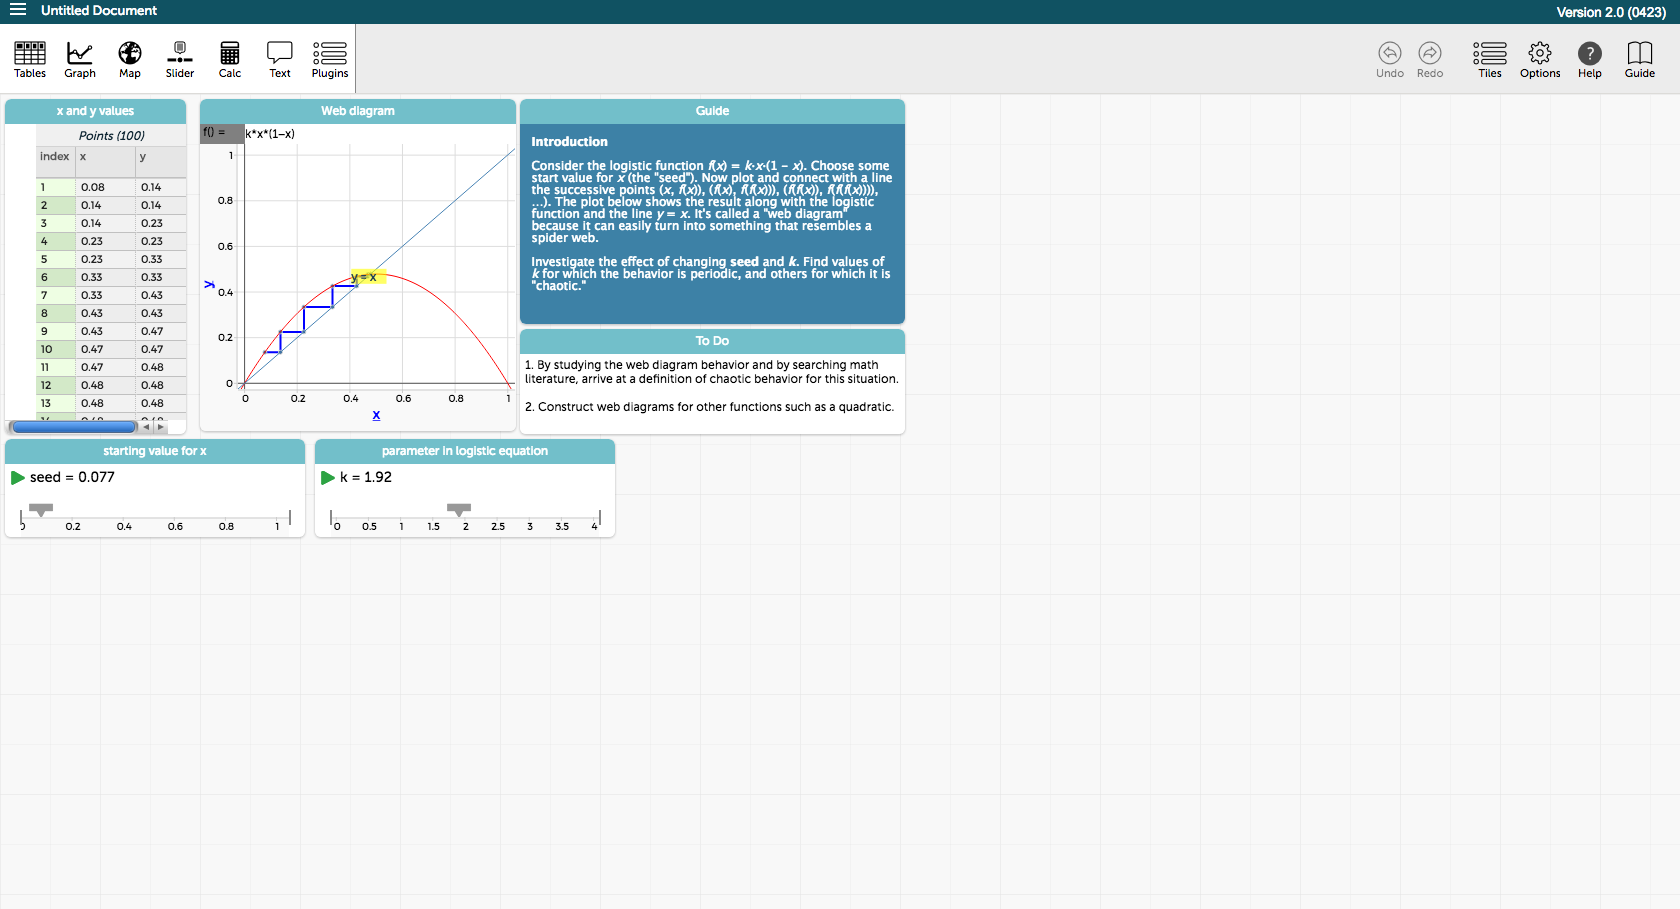 Untitled Document
Version 2.0 (0423)
Tables Graph Map Slider Calc Text Plugins
Undo Redo Tiles Options Help Guide
x and y values
Points (100)
index x y
1 0.08 0.14
2 0.14 0.14
3 0.14 0.23
4 0.23 0.23
5 0.23 0.33
6 0.33 0.33
7 0.33 0.43
8 0.43 0.43
9 0.43 0.47
10 0.47 0.47
11 0.47 0.48
12 0.48 0.48
13 0.48 0.48
Web diagram
f() = k*x*(1-x)
1
0.8
0.6
0.4
0.2
0
y
y = x
0 0.2 0.4 0.6 0.8 1
x
Guide
Introduction
Consider the logistic function f(x) = k·x·(1 – x). Choose some
start value for x (the "seed"). Now plot and connect with a line
the successive points (x, f(x)), (f(x), f(f(x))), (f(f(x)), f(f(f(x)))),
...). The plot below shows the result along with the logistic
function and the line y = x. It's called a "web diagram"
because it can easily turn into something that resembles a
spider web.
Investigate the effect of changing seed and k. Find values of
k for which the behavior is periodic, and others for which it is
"chaotic."
To Do
1. By studying the web diagram behavior and by searching math
literature, arrive at a definition of chaotic behavior for this situation.
2. Construct web diagrams for other functions such as a quadratic.
starting value for x
seed = 0.077
0 0.2 0.4 0.6 0.8 1
parameter in logistic equation
k = 1.92
0 0.5 1 1.5 2 2.5 3 3.5 4